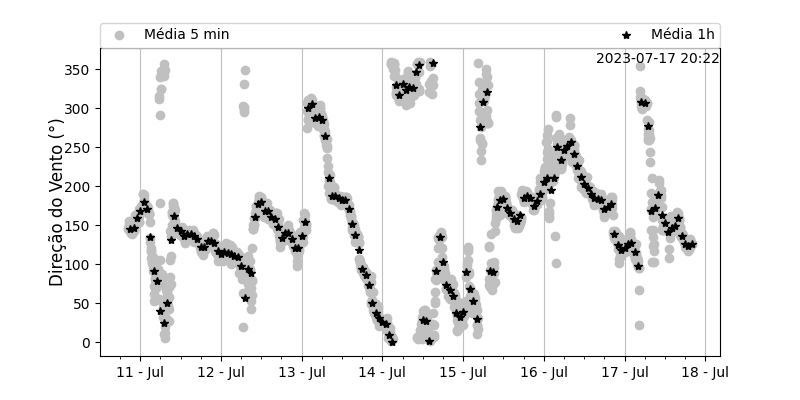 Média 5 min
Média 1h
2023-07-17 20:22
Direção do Vento (°)
350
300
250
200
150
100
50
0
11 - Jul
12 - Jul
13 - Jul
14 - Jul
15 - Jul
16 - Jul
17 - Jul
18 - Jul